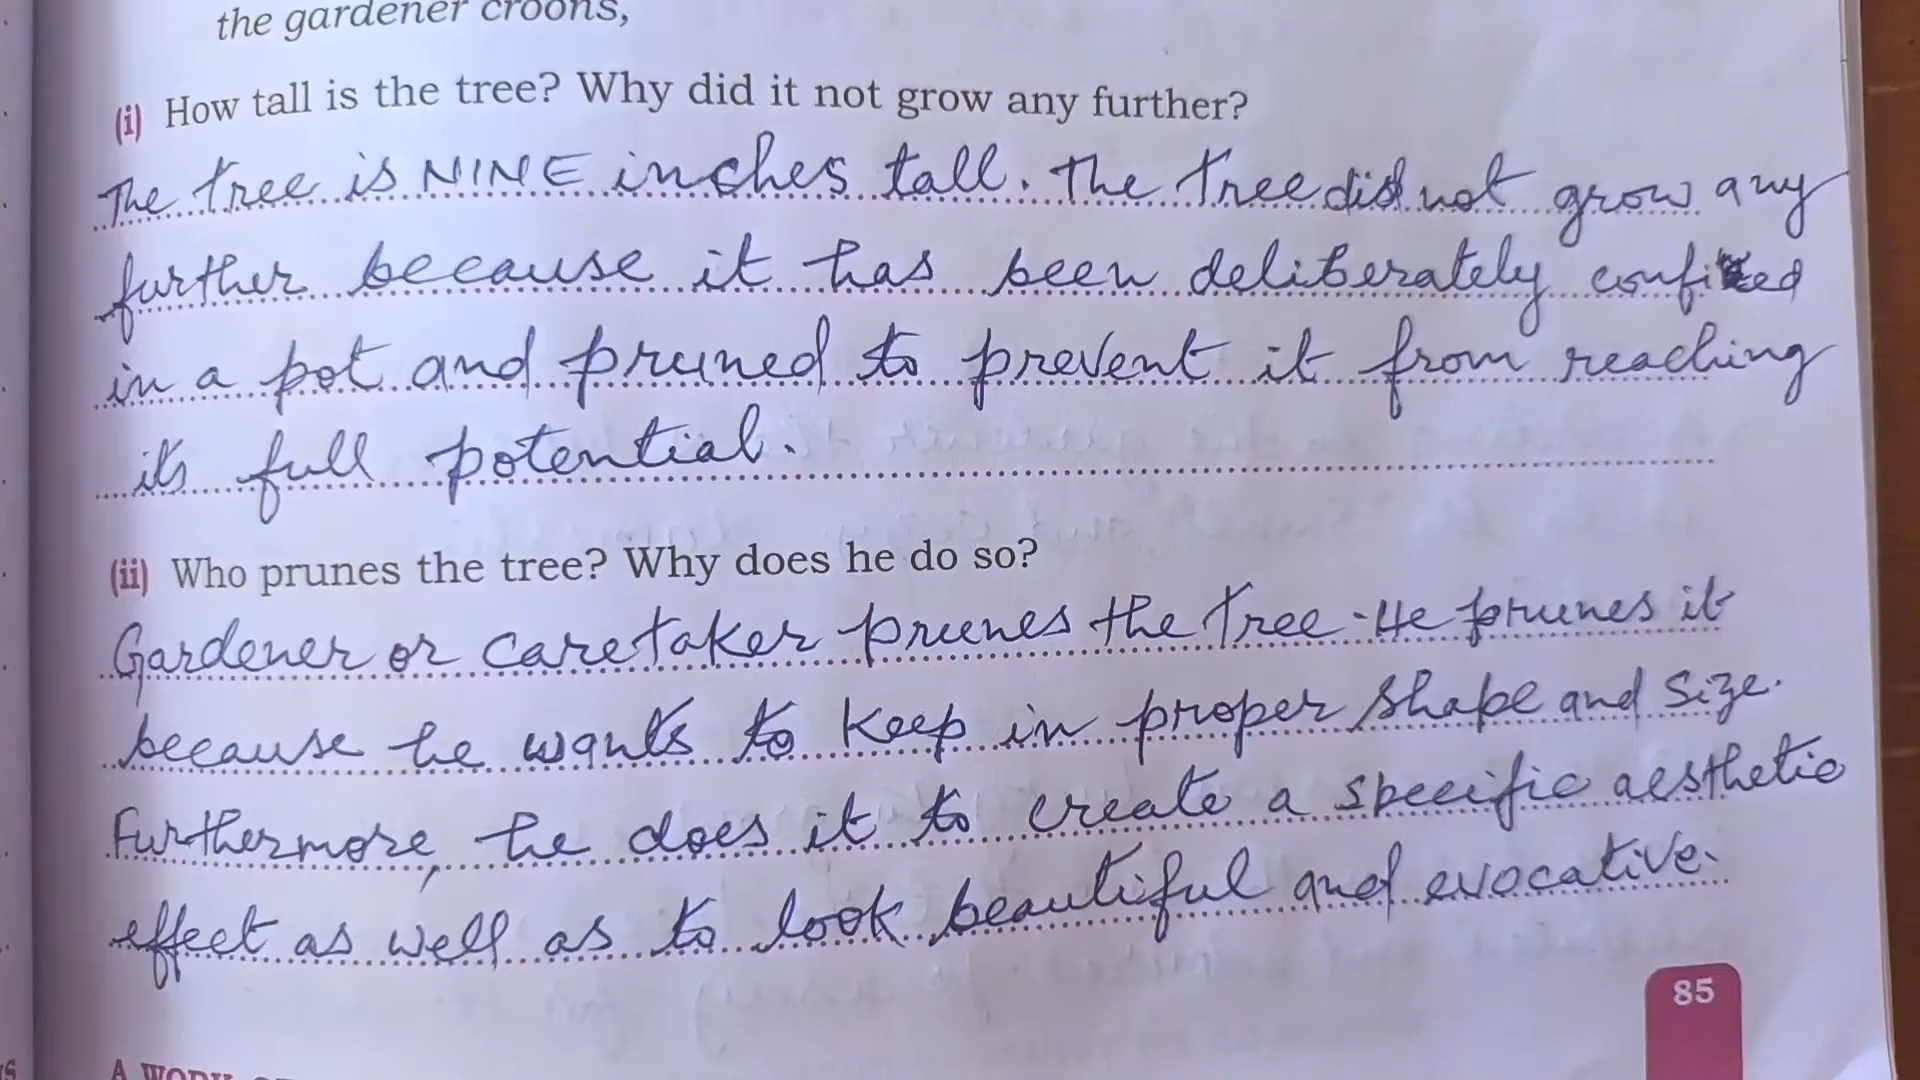 the gardener croons,
(i) How tall is the tree? Why did it not grow any further?
The tree is NINE inches tall. The tree did not grow any
further because it has been deliberately confined
in a pot and pruned to prevent it from reaching
its full potential.
(ii) Who prunes the tree? Why does he do so?
Gardener or caretaker prunes the tree. He prunes it
because he wants to keep in proper shape and size.
Furthermore, he does it to create a specific aesthetic
effect as well as to look beautiful and evocative.
85